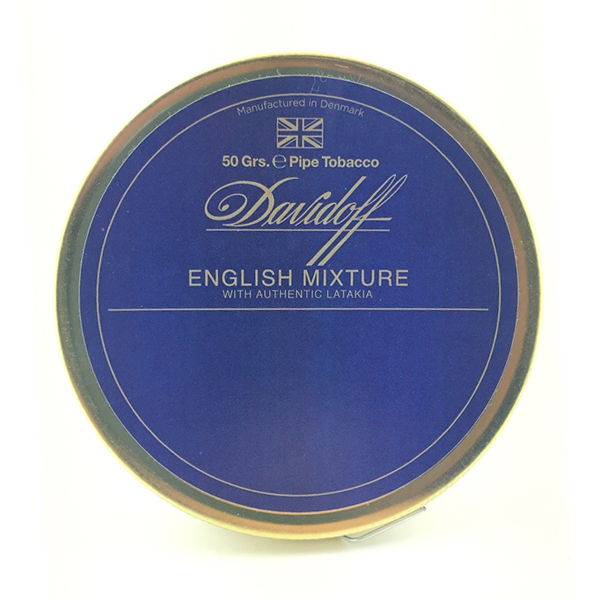 Manufactured in Denmark
50 Grs. ℮ Pipe Tobacco
Davidoff
ENGLISH MIXTURE
WITH AUTHENTIC LATAKIA